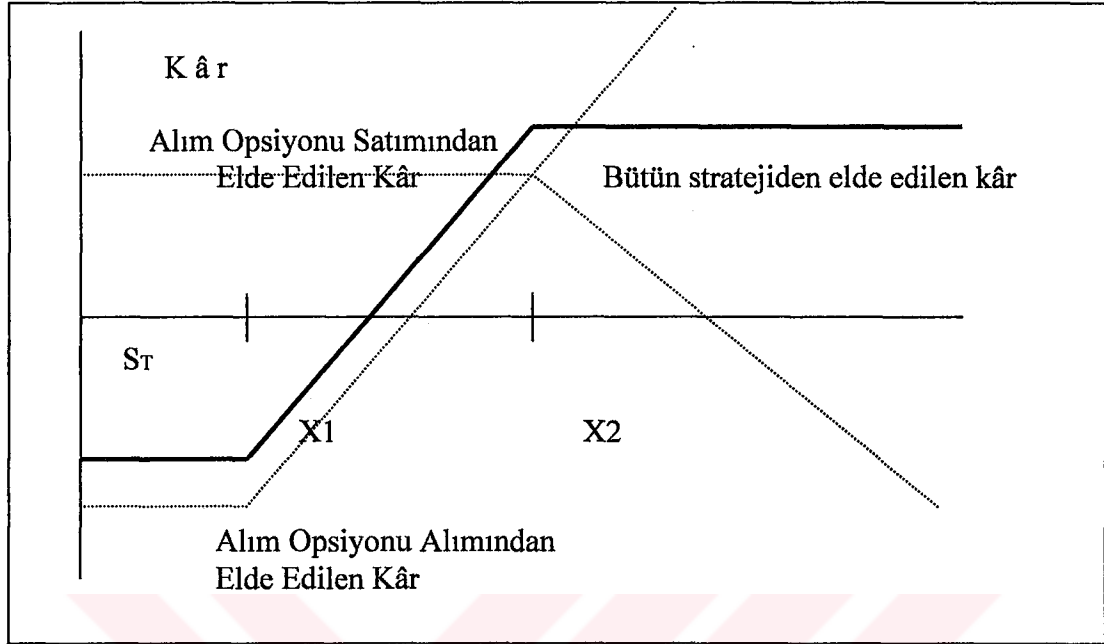 K â r
Alım Opsiyonu Satımından
Elde Edilen Kâr
Bütün stratejiden elde edilen kâr
ST
X1
X2
Alım Opsiyonu Alımından
Elde Edilen Kâr